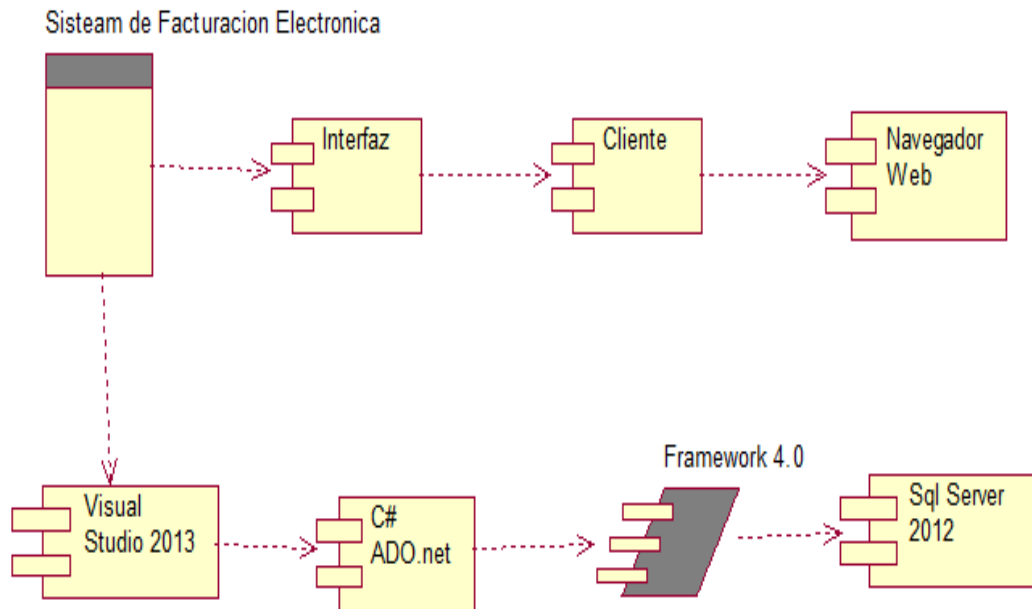 Sisteam de Facturacion Electronica
Interfaz
Cliente
Navegador
Web
Visual
Studio 2013
C#
ADO.net
Framework 4.0
Sql Server
2012